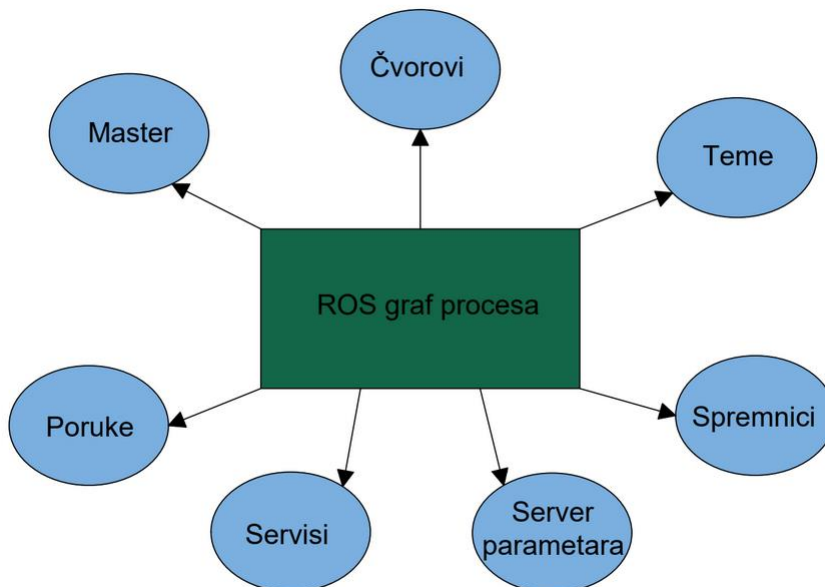 Čvorovi
Master
Teme
ROS graf procesa
Poruke
Spremnici
Servisi
Server
parametara